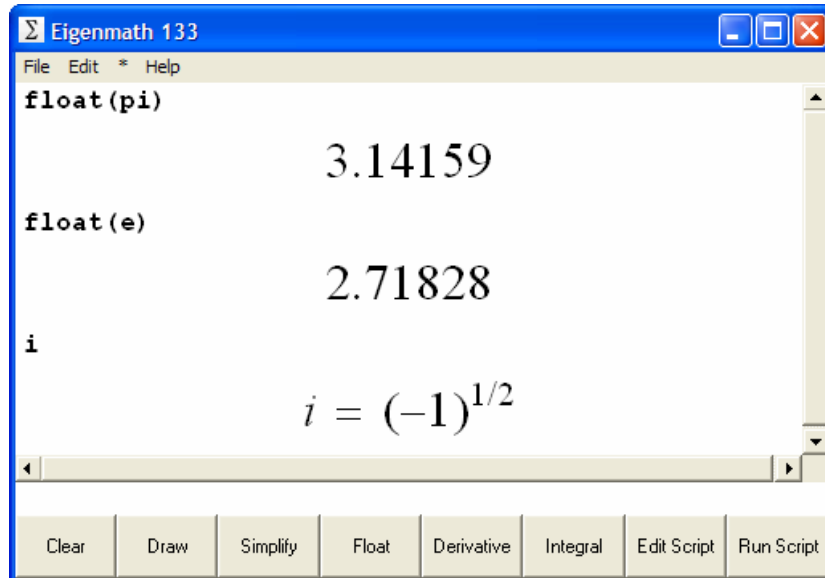 Σ Eigenmath 133
File Edit * Help
float(pi)
3.14159
float(e)
2.71828
i
i = (−1)^{1/2}
Clear Draw Simplify Float Derivative Integral Edit Script Run Script